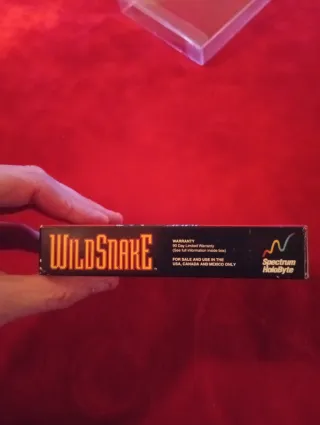 WILDSNAKE
WARRANTY
90 Day Limited Warranty
(See full information inside box)
FOR SALE AND USE IN THE
USA, CANADA AND MEXICO ONLY
Spectrum
HoloByte